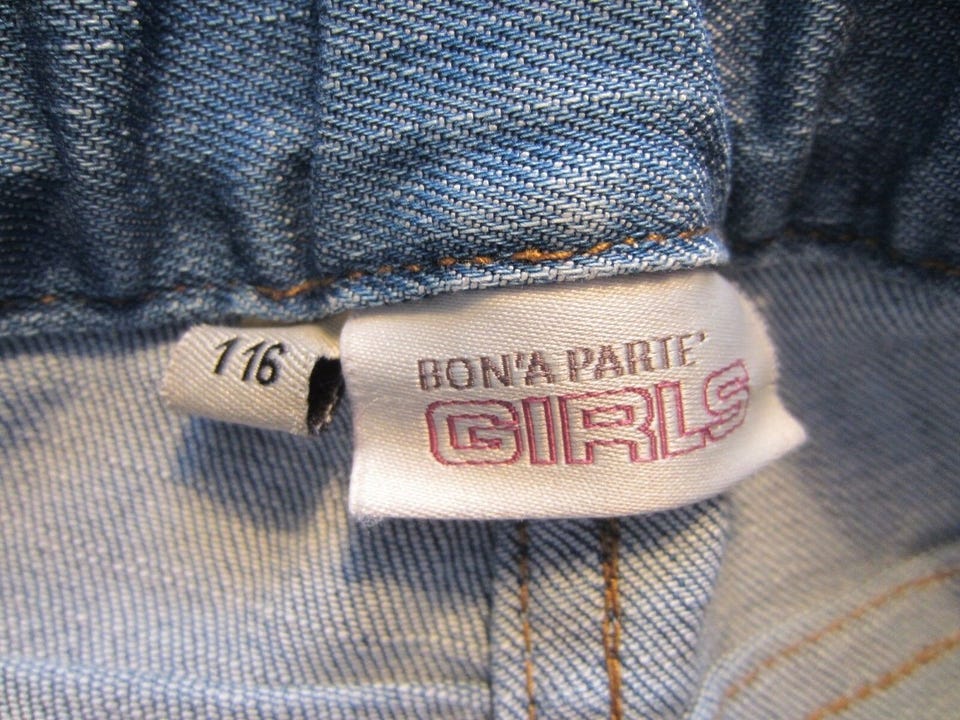 116
BON'A PARTE'
GIRLS